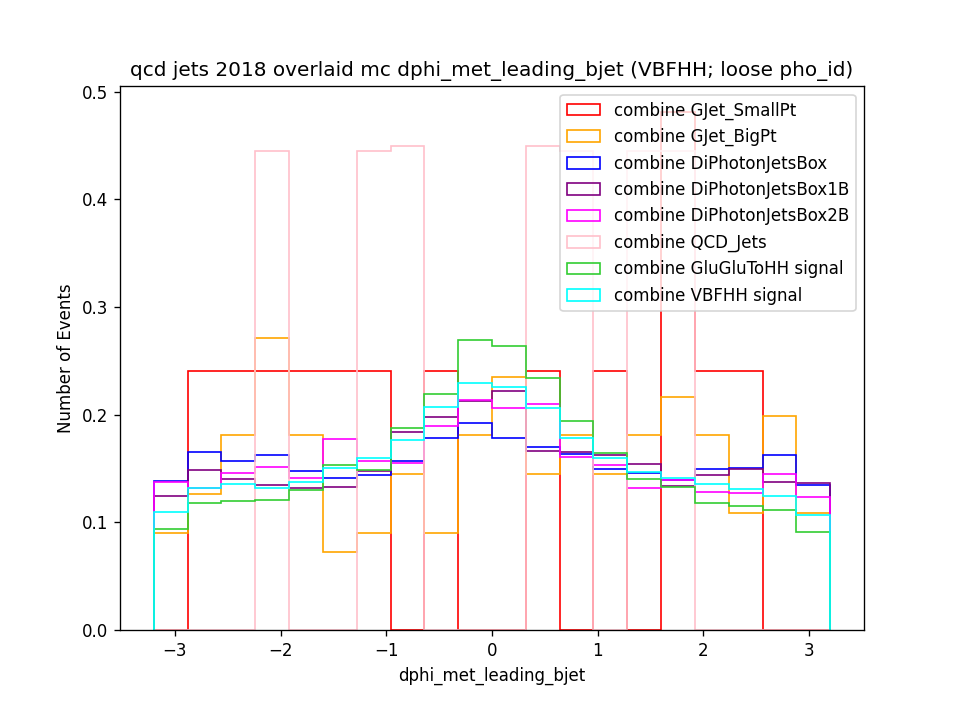 qcd jets 2018 overlaid mc dphi_met_leading_bjet (VBFHH; loose pho_id)
combine GJet_SmallPt
combine GJet_BigPt
combine DiPhotonJetsBox
combine DiPhotonJetsBox1B
combine DiPhotonJetsBox2B
combine QCD_Jets
combine GluGluToHH signal
combine VBFHH signal
Number of Events
0.5
0.4
0.3
0.2
0.1
0.0
−3 −2 −1 0 1 2 3
dphi_met_leading_bjet